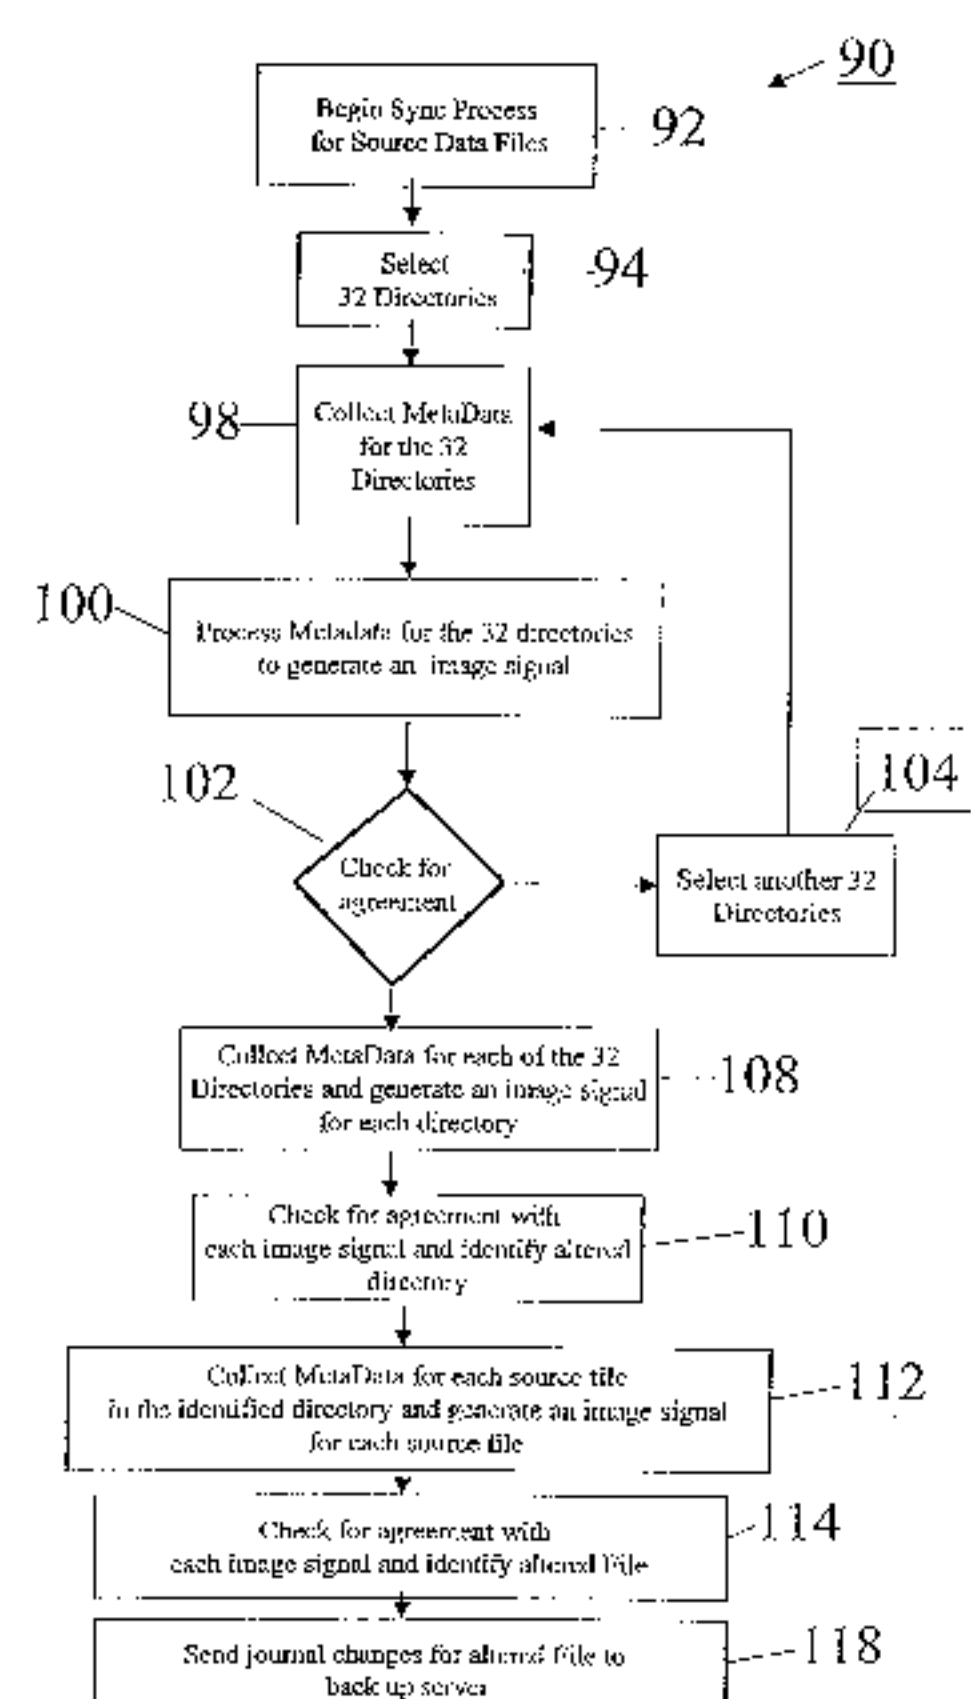 90
Begin Sync Process
for Source Data Files
92
Select
32 Directories
94
Collect MetaData
for the 32
Directories
98
100
Process Metadate for the 32 directories
to generate an image signal
102
Check for
agreement
104
Select another 32
Directories
Collect MetaData for each of the 32
Directories and generate an image signal
for each directory
108
Check for agreement with
each image signal and identify altered
directory
110
Collect MetaData for each source file
in the identified directory and generate an image signal
for each source file
112
Check for agreement with
each image signal and identify altered File
114
Send journal changes for altered File to
back up server
118